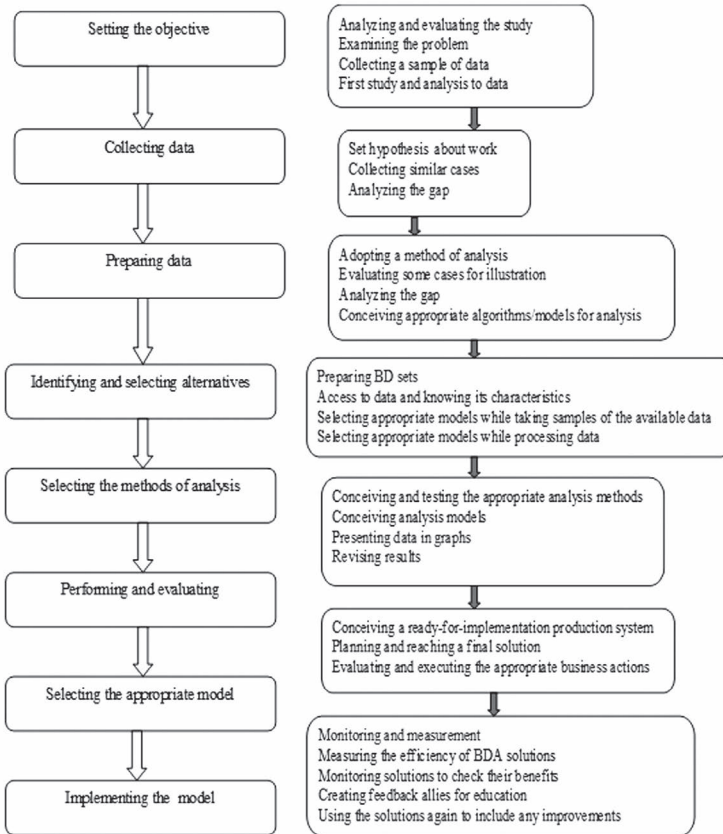 Setting the objective
Collecting data
Preparing data
Identifying and selecting alternatives
Selecting the methods of analysis
Performing and evaluating
Selecting the appropriate model
Implementing the model
Analyzing and evaluating the study
Examining the problem
Collecting a sample of data
First study and analysis to data
Set hypothesis about work
Collecting similar cases
Analyzing the gap
Adopting a method of analysis
Evaluating some cases for illustration
Analyzing the gap
Conceiving appropriate algorithms/models for analysis
Preparing BD sets
Access to data and knowing its characteristics
Selecting appropriate models while taking samples of the available data
Selecting appropriate models while processing data
Conceiving and testing the appropriate analysis methods
Conceiving analysis models
Presenting data in graphs
Revising results
Conceiving a ready-for-implementation production system
Planning and reaching a final solution
Evaluating and executing the appropriate business actions
Monitoring and measurement
Measuring the efficiency of BDA solutions
Monitoring solutions to check their benefits
Creating feedback allies for education
Using the solutions again to include any improvements